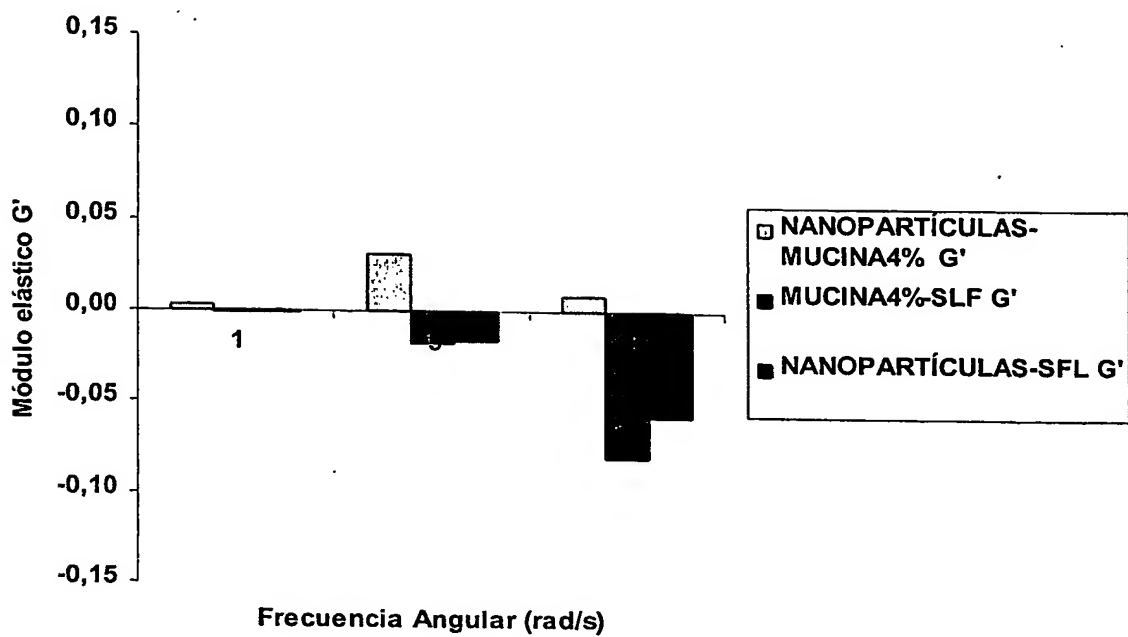 0,15
0,10
0,05
0,00
-0,05
-0,10
-0,15
Módulo elástico G'
1
Frecuencia Angular (rad/s)
NANOPARTÍCULAS-
MUCINA4% G'
MUCINA4%-SLF G'
NANOPARTÍCULAS-SFL G'